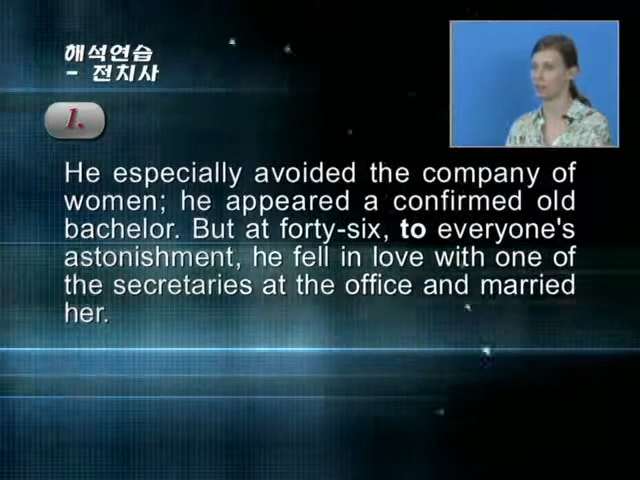 해석연습
- 전치사
1.
He especially avoided the company of
women; he appeared a confirmed old
bachelor. But at forty-six, to everyone's
astonishment, he fell in love with one of
the secretaries at the office and married
her.